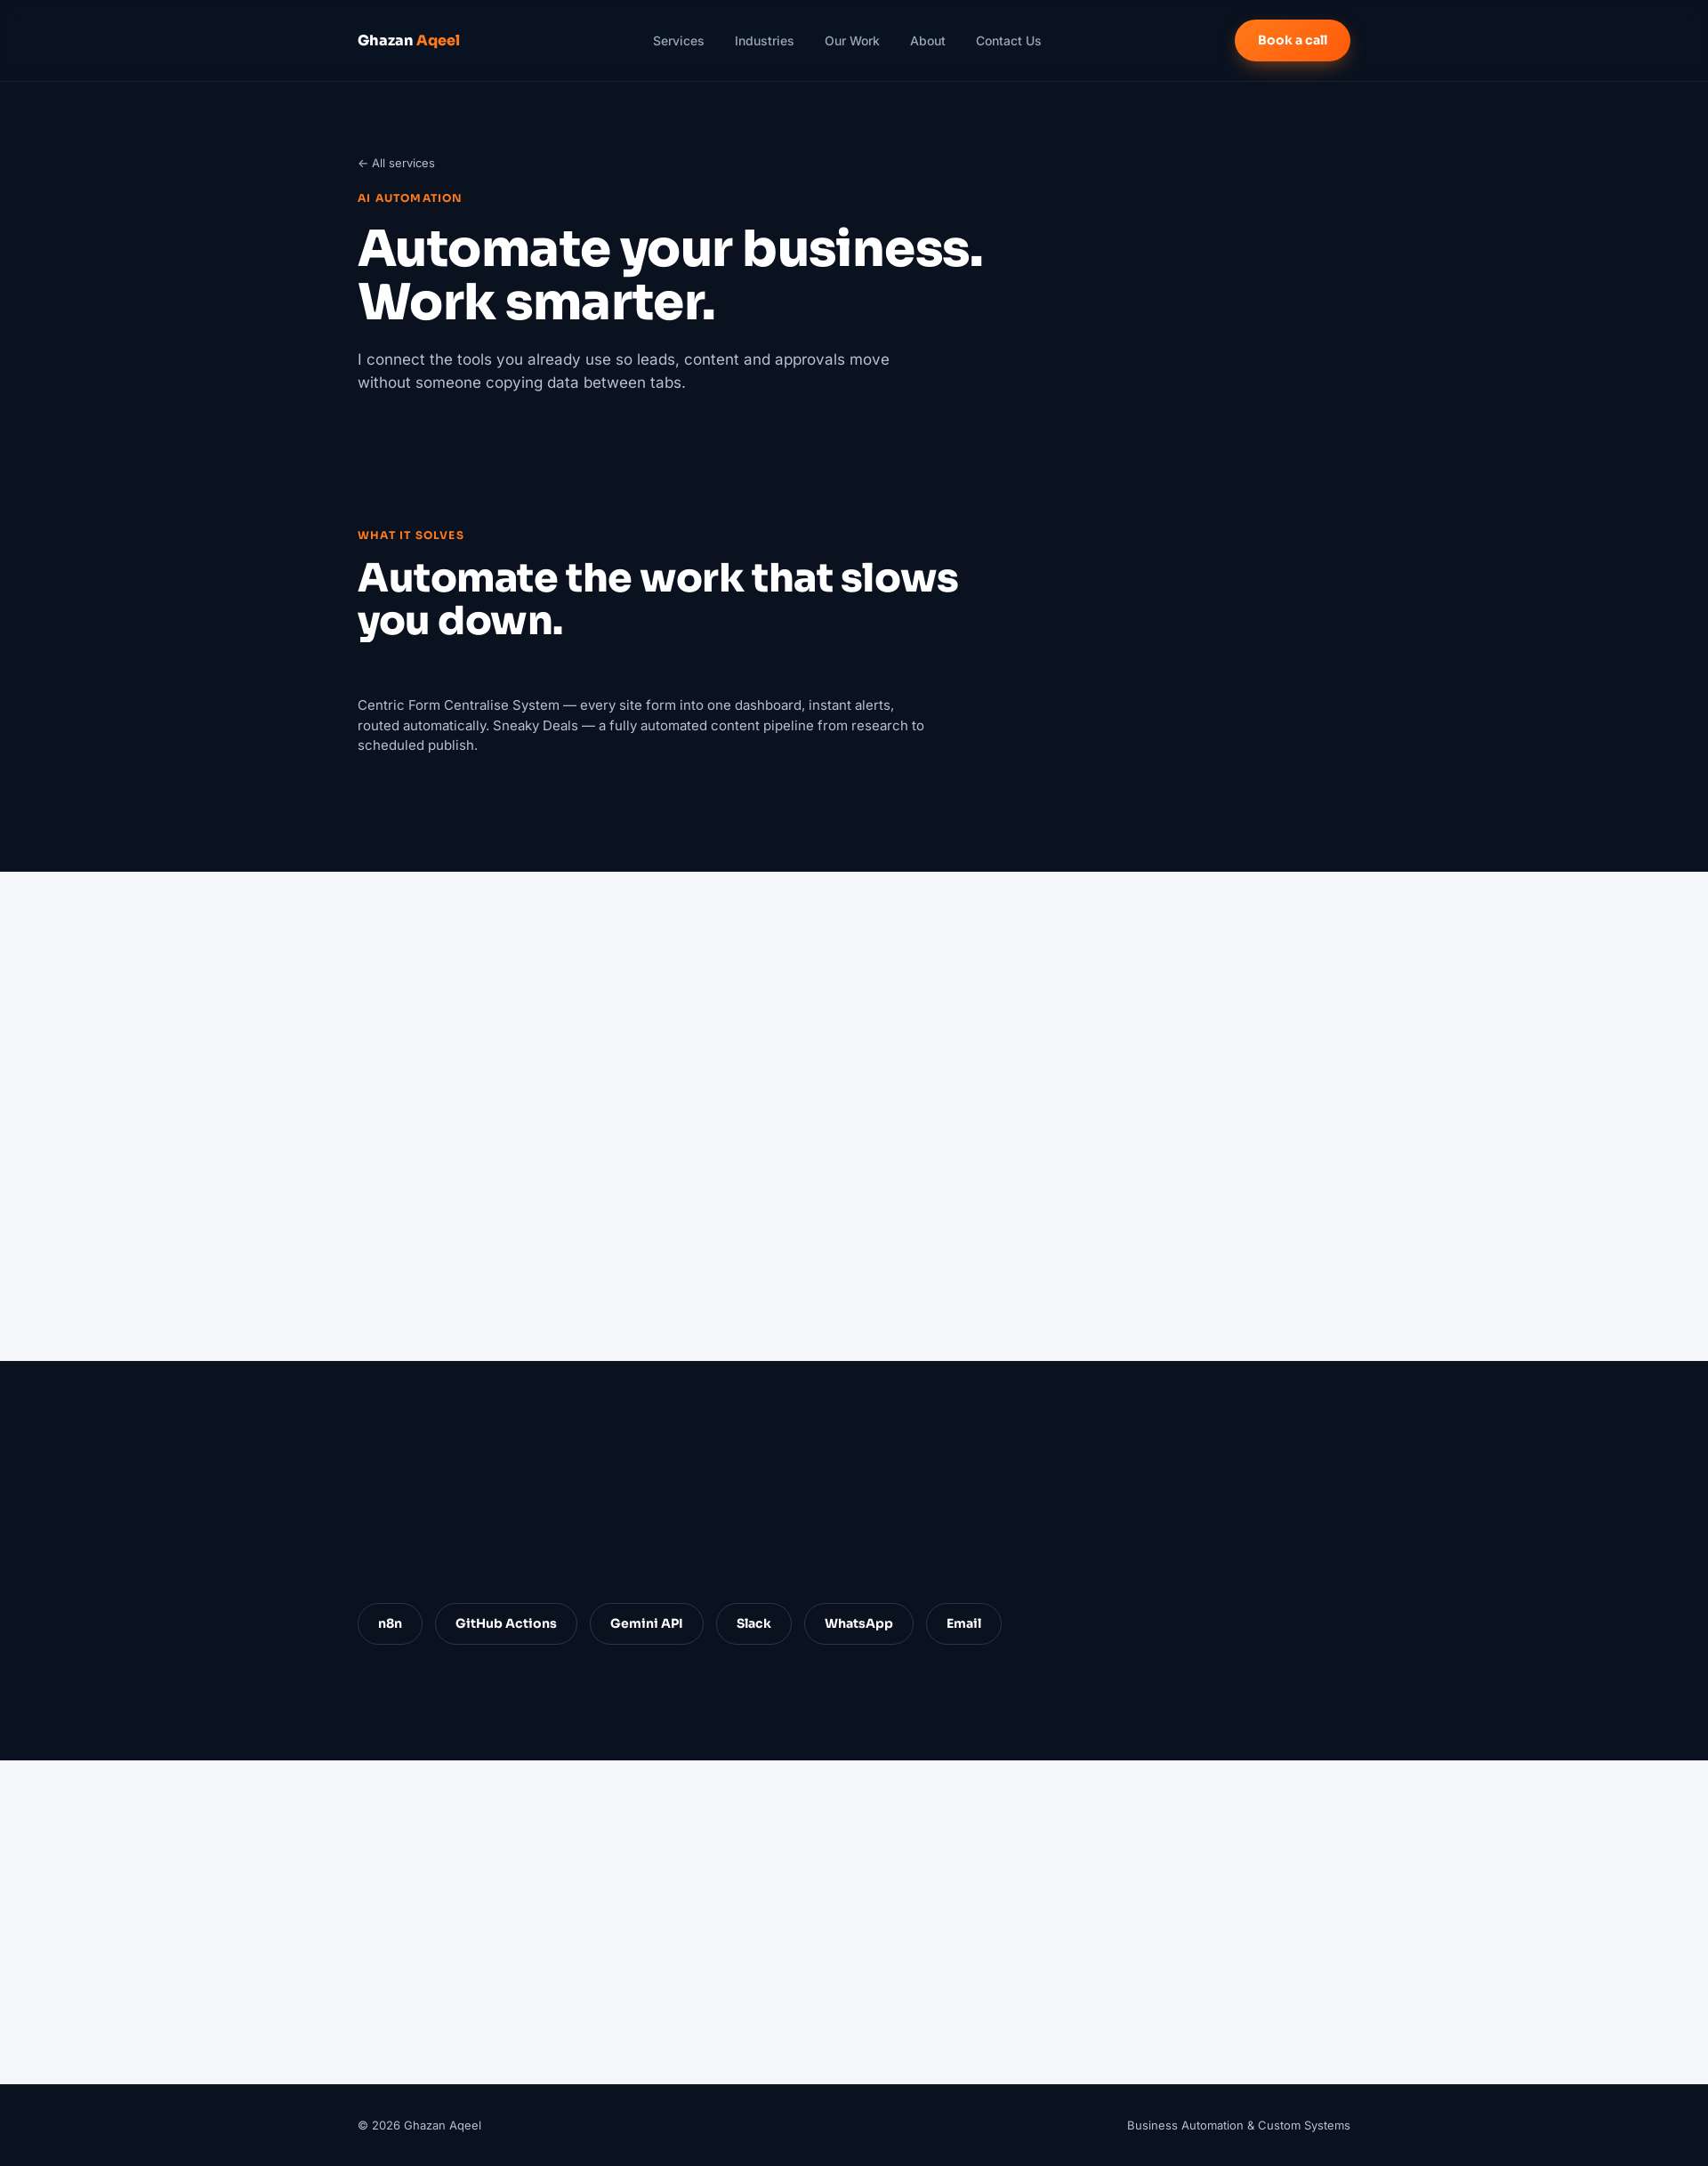 Ghazan Aqeel
Services
Industries
Our Work
About
Contact Us
Book a call
← All services
AI AUTOMATION
Automate your business.
Work smarter.
I connect the tools you already use so leads, content and approvals move
without someone copying data between tabs.
WHAT IT SOLVES
Automate the work that slows
you down.
Centric Form Centralise System — every site form into one dashboard, instant alerts,
routed automatically. Sneaky Deals — a fully automated content pipeline from research to
scheduled publish.
n8n
GitHub Actions
Gemini API
Slack
WhatsApp
Email
© 2026 Ghazan Aqeel
Business Automation & Custom Systems